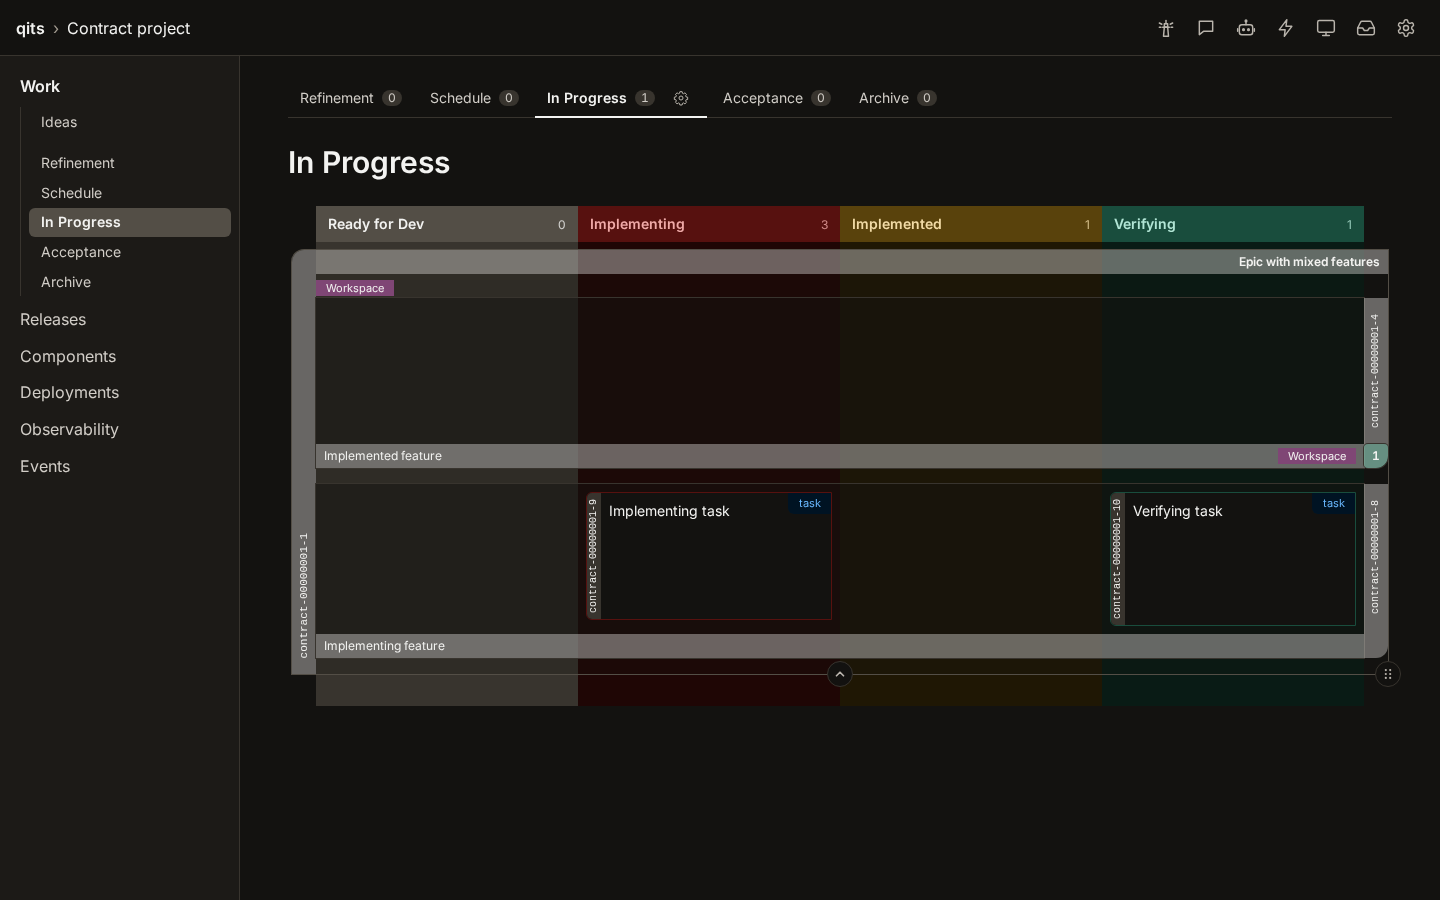 qits › Contract project
Work
Ideas
Refinement
Schedule
In Progress
Acceptance
Archive
Releases
Components
Deployments
Observability
Events
Refinement 0
Schedule 0
In Progress 1
Acceptance 0
Archive 0
In Progress
Ready for Dev 0
Implementing 3
Implemented 1
Verifying 1
Epic with mixed features
Workspace
contract-00000001-4
Implemented feature
Workspace
1
contract-00000001-1
contract-00000001-9
Implementing task
task
contract-00000001-10
Verifying task
task
contract-00000001-8
Implementing feature